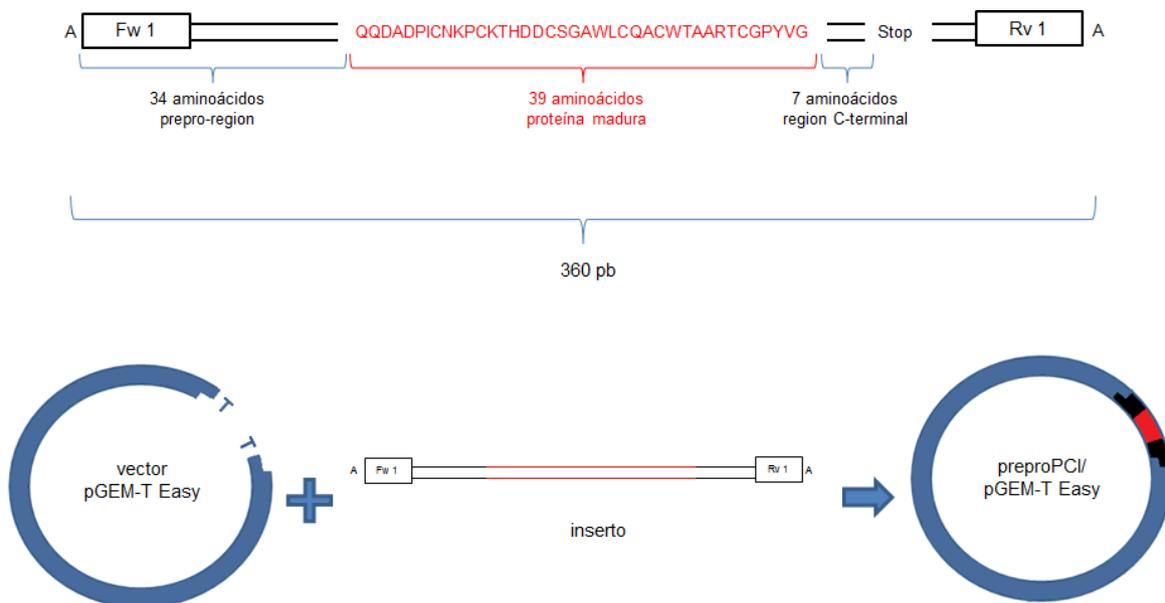 A Fw 1 QQDADPICNKPCKTHDDCSGAWLCQACWTAARTCGPYVG Stop Rv 1 A
34 aminoácidos
prepro-region
39 aminoácidos
proteína madura
7 aminoácidos
region C-terminal
360 pb
T
T
vector
pGEM-T Easy
A Fw 1 Rv 1 A
inserto
preproPCI/
pGEM-T Easy